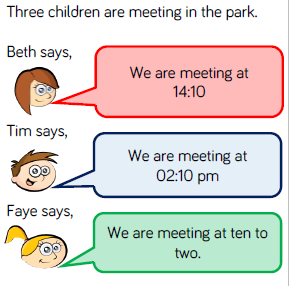 Three children are meeting in the park.
Beth says,
We are meeting at
14:10
Tim says,
We are meeting at
02:10 pm
Faye says,
We are meeting at ten to
two.